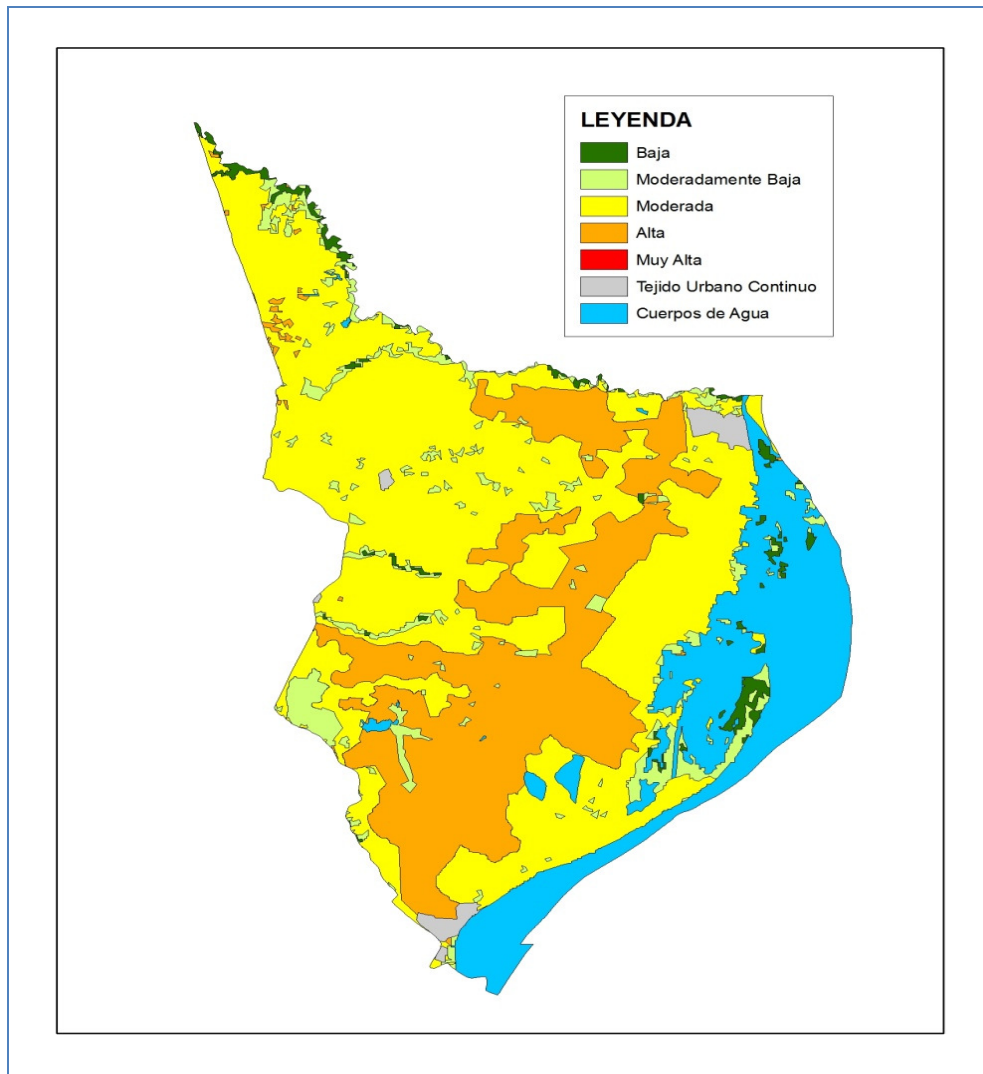 LEYENDA
Baja
Moderadamente Baja
Moderada
Alta
Muy Alta
Tejido Urbano Continuo
Cuerpos de Agua